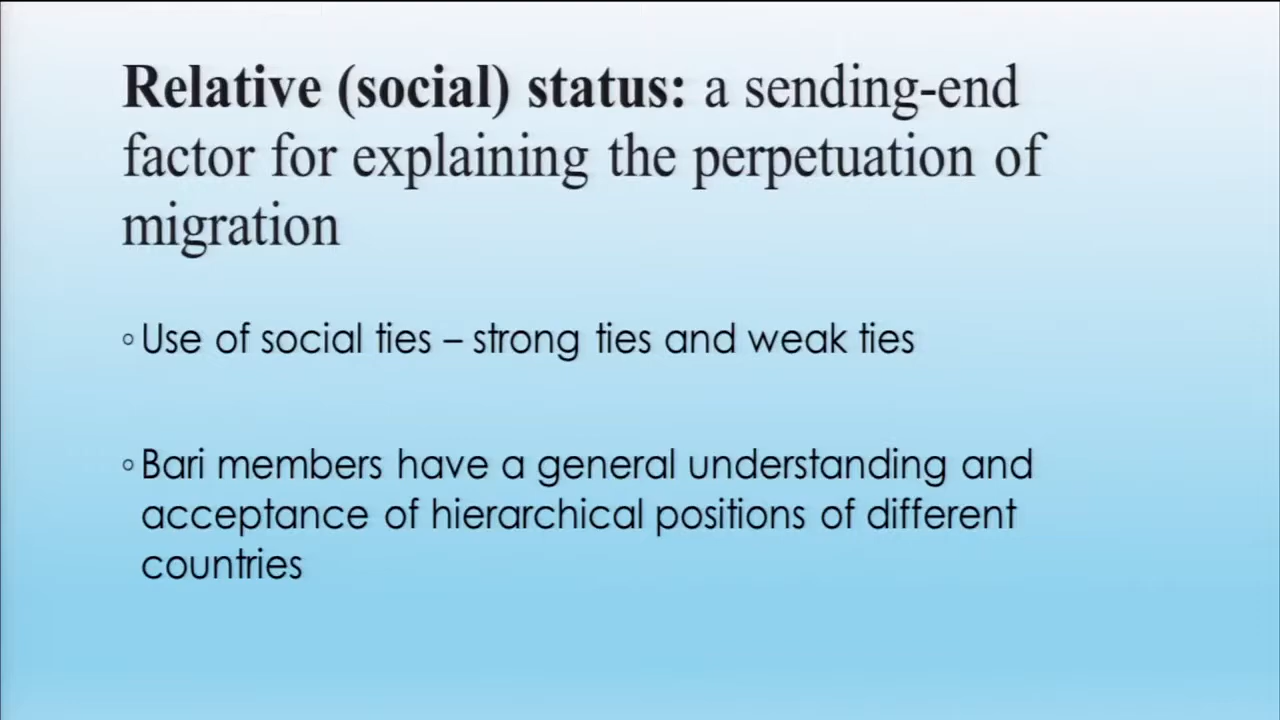 Relative (social) status: a sending-end
factor for explaining the perpetuation of
migration
◦Use of social ties – strong ties and weak ties
◦Bari members have a general understanding and
acceptance of hierarchical positions of different
countries